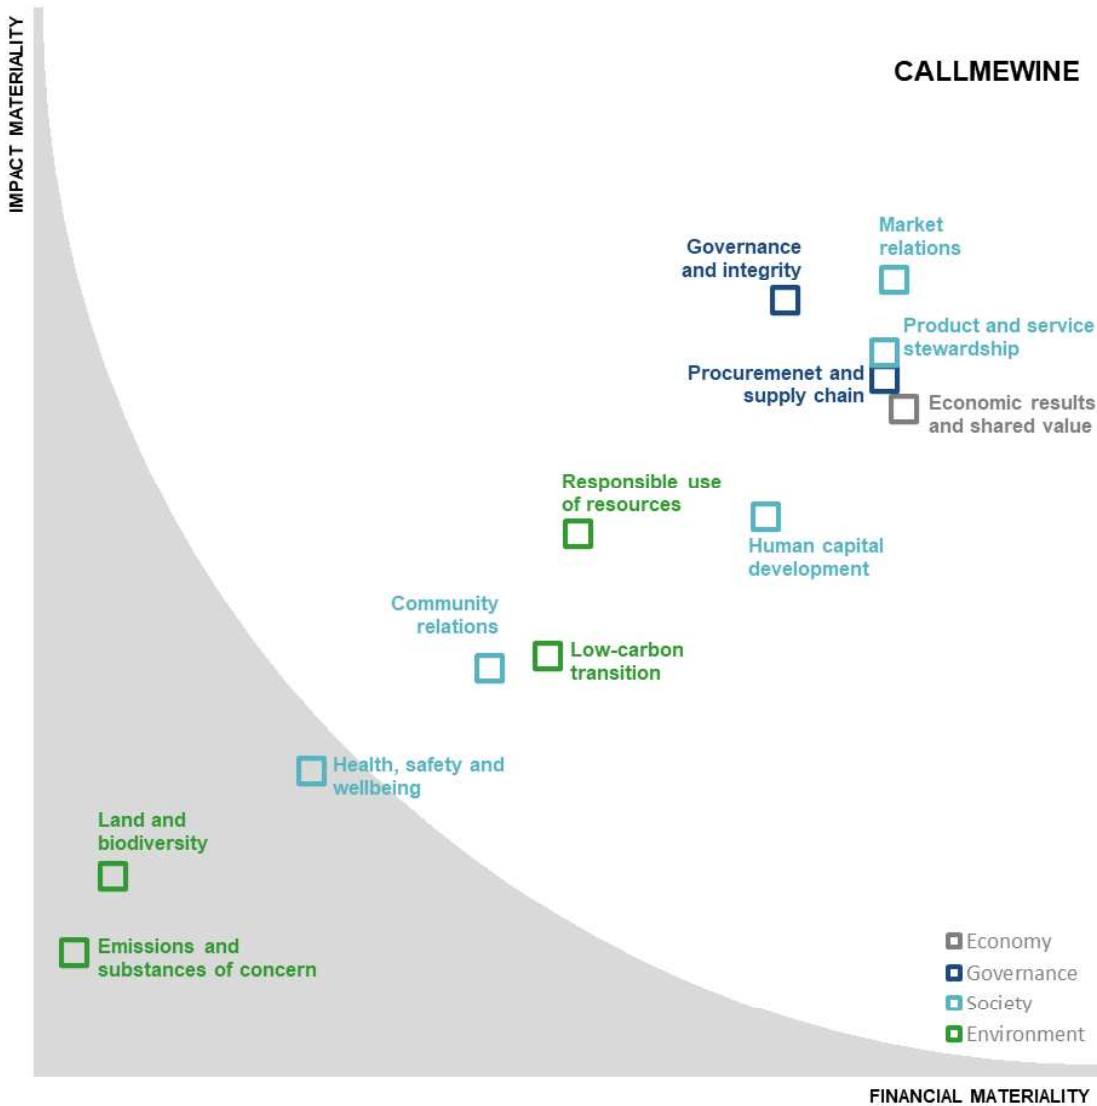 IMPACT MATERIALITY
CALLMEWINE
Market
relations
Governance
and integrity
Product and service
stewardship
Procuremenet and
supply chain
Economic results
and shared value
Responsible use
of resources
Human capital
development
Community
relations
Low-carbon
transition
Health, safety and
wellbeing
Land and
biodiversity
Emissions and
substances of concern
Economy
Governance
Society
Environment
FINANCIAL MATERIALITY